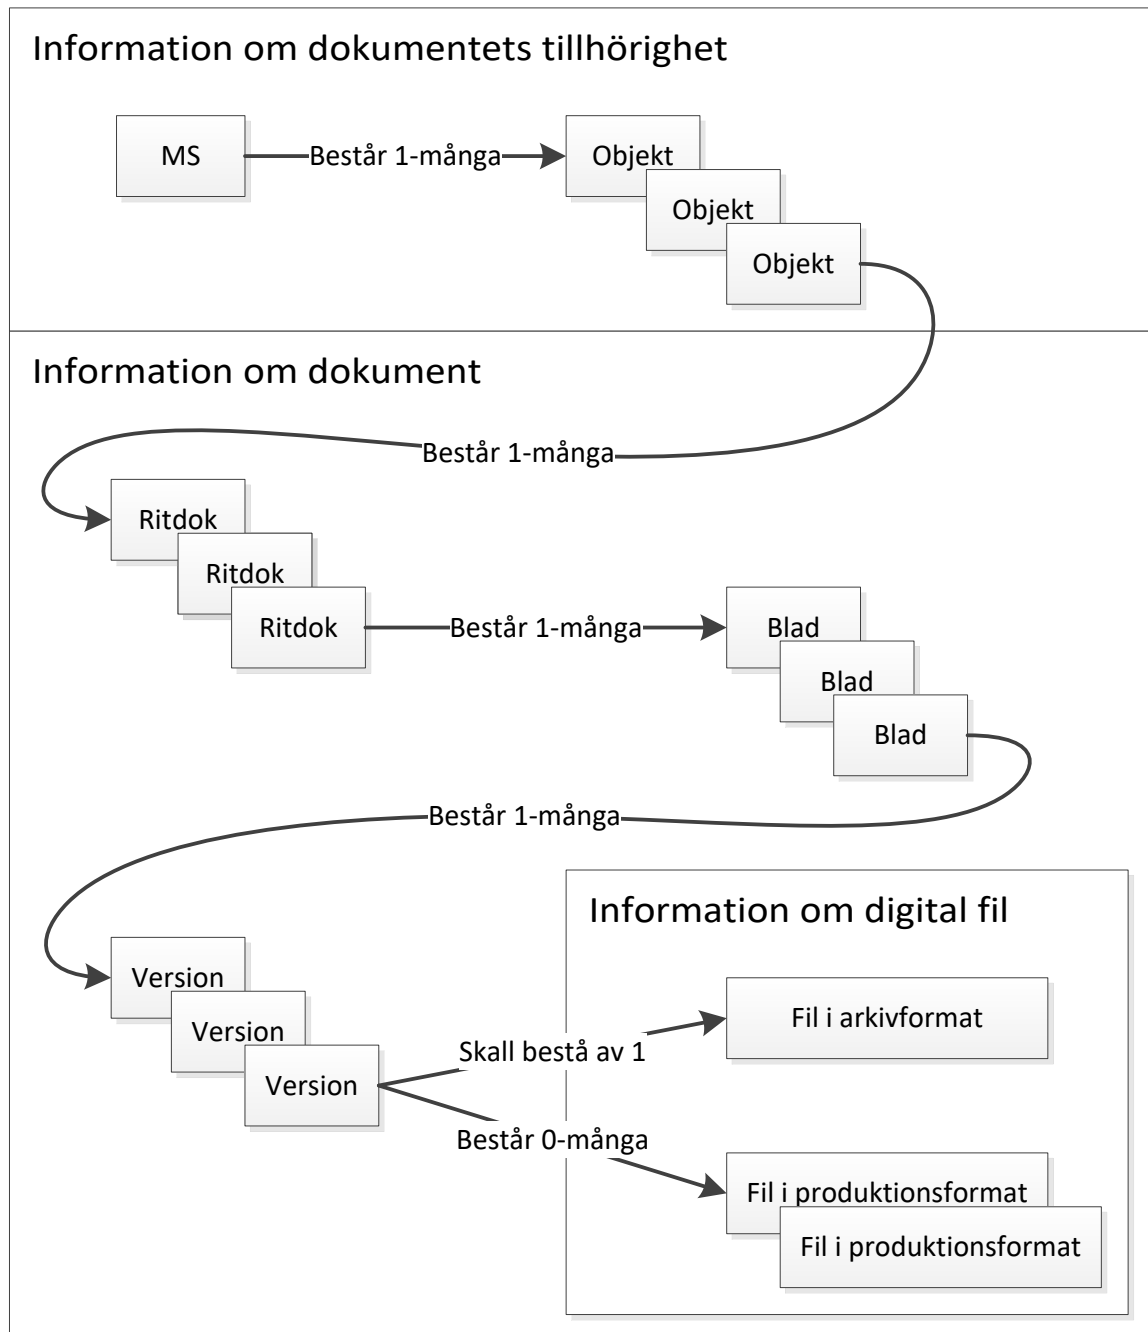 Information om dokumentets tillhörighet
MS
Består 1-många
Objekt
Objekt
Objekt
Information om dokument
Består 1-många
Ritdok
Ritdok
Ritdok
Består 1-många
Blad
Blad
Blad
Består 1-många
Information om digital fil
Version
Version
Version
Skall bestå av 1
Fil i arkivformat
Består 0-många
Fil i produktionsformat
Fil i produktionsformat